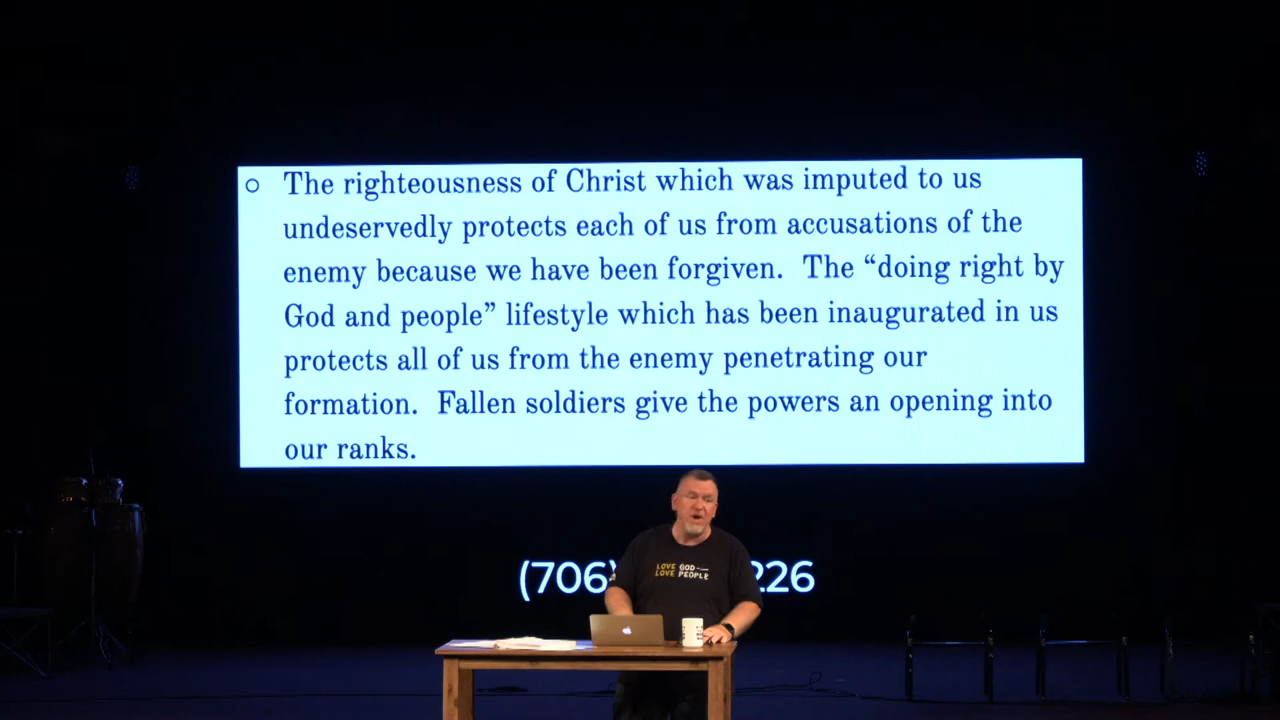 ○ The righteousness of Christ which was imputed to us
undeservedly protects each of us from accusations of the
enemy because we have been forgiven.  The “doing right by
God and people” lifestyle which has been inaugurated in us
protects all of us from the enemy penetrating our
formation.  Fallen soldiers give the powers an opening into
our ranks.
(706) 226
LOVE GOD
LOVE PEOPLE